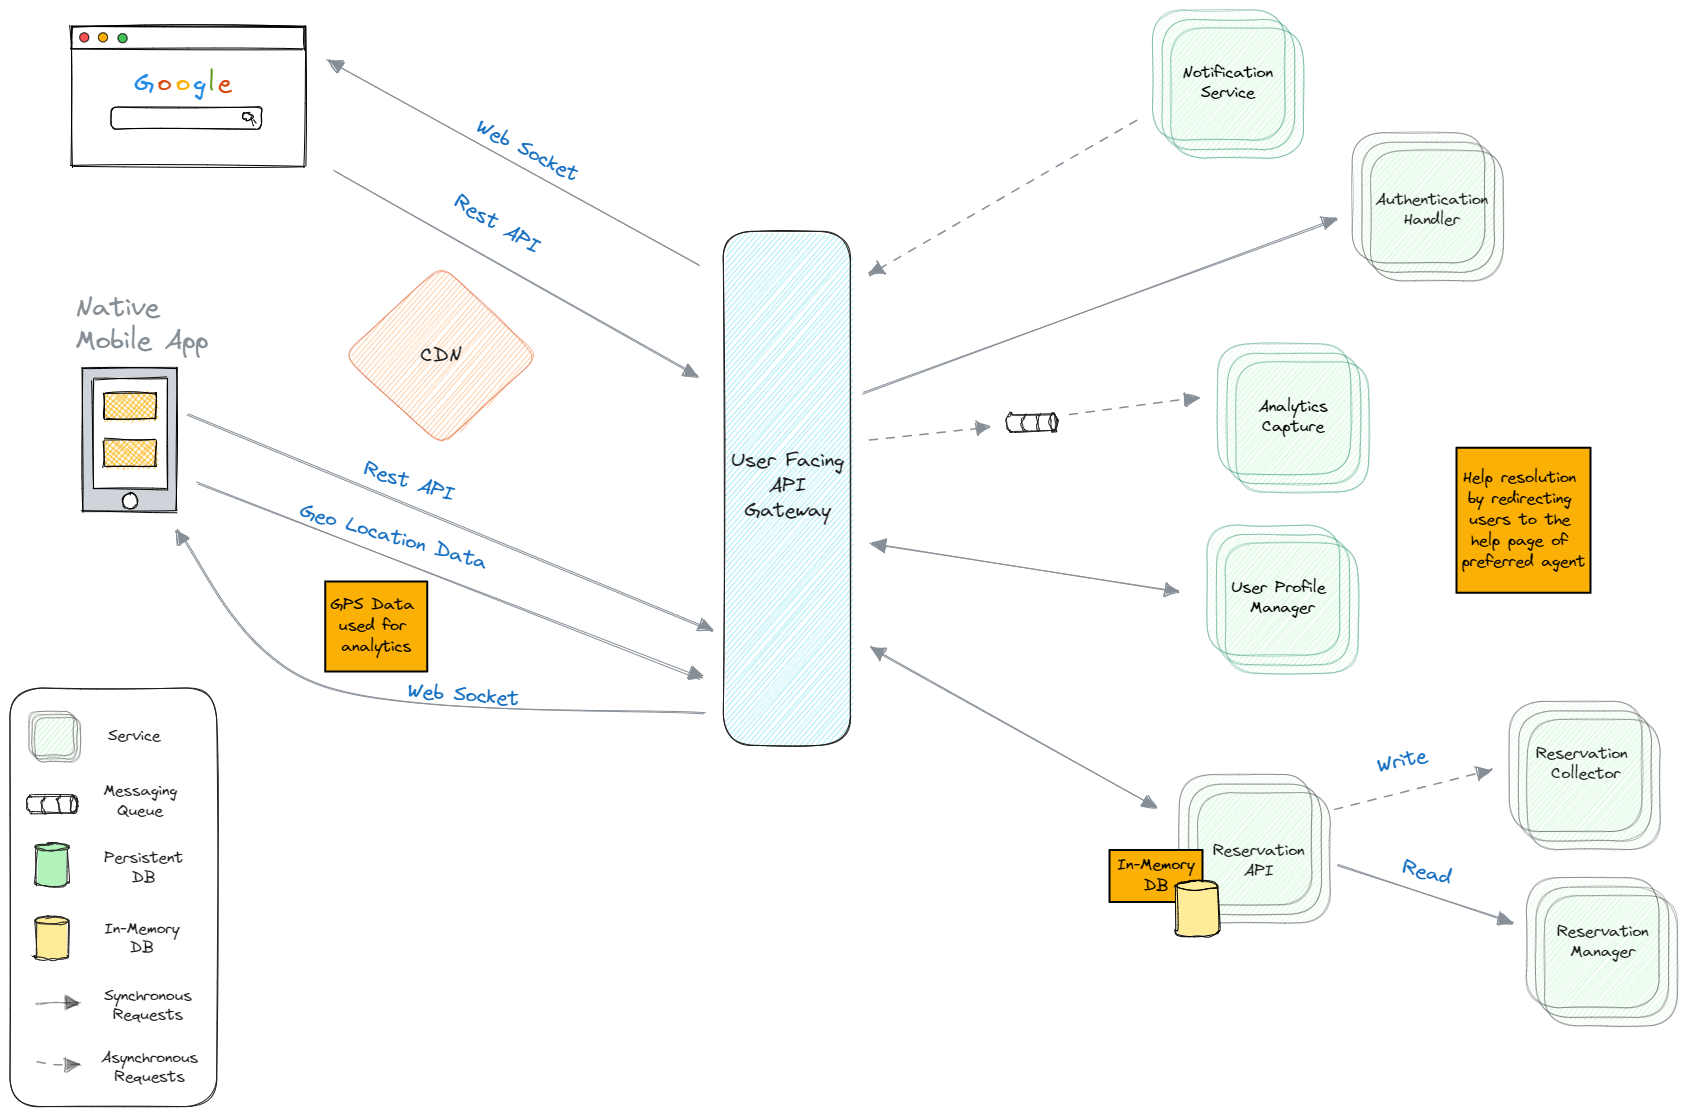 Google
Web Socket
Rest API
Notification
Service
Authentication
Handler
Native
Mobile App
CDN
Rest API
Geo Location Data
GPS Data
used for
analytics
Web Socket
User Facing
API
Gateway
Analytics
Capture
User Profile
Manager
Help resolution
by redirecting
users to the
help page of
preferred agent
Reservation
API
In-Memory
DB
Write
Read
Reservation
Collector
Reservation
Manager
Service
Messaging
Queue
Persistent
DB
In-Memory
DB
Synchronous
Requests
Asynchronous
Requests